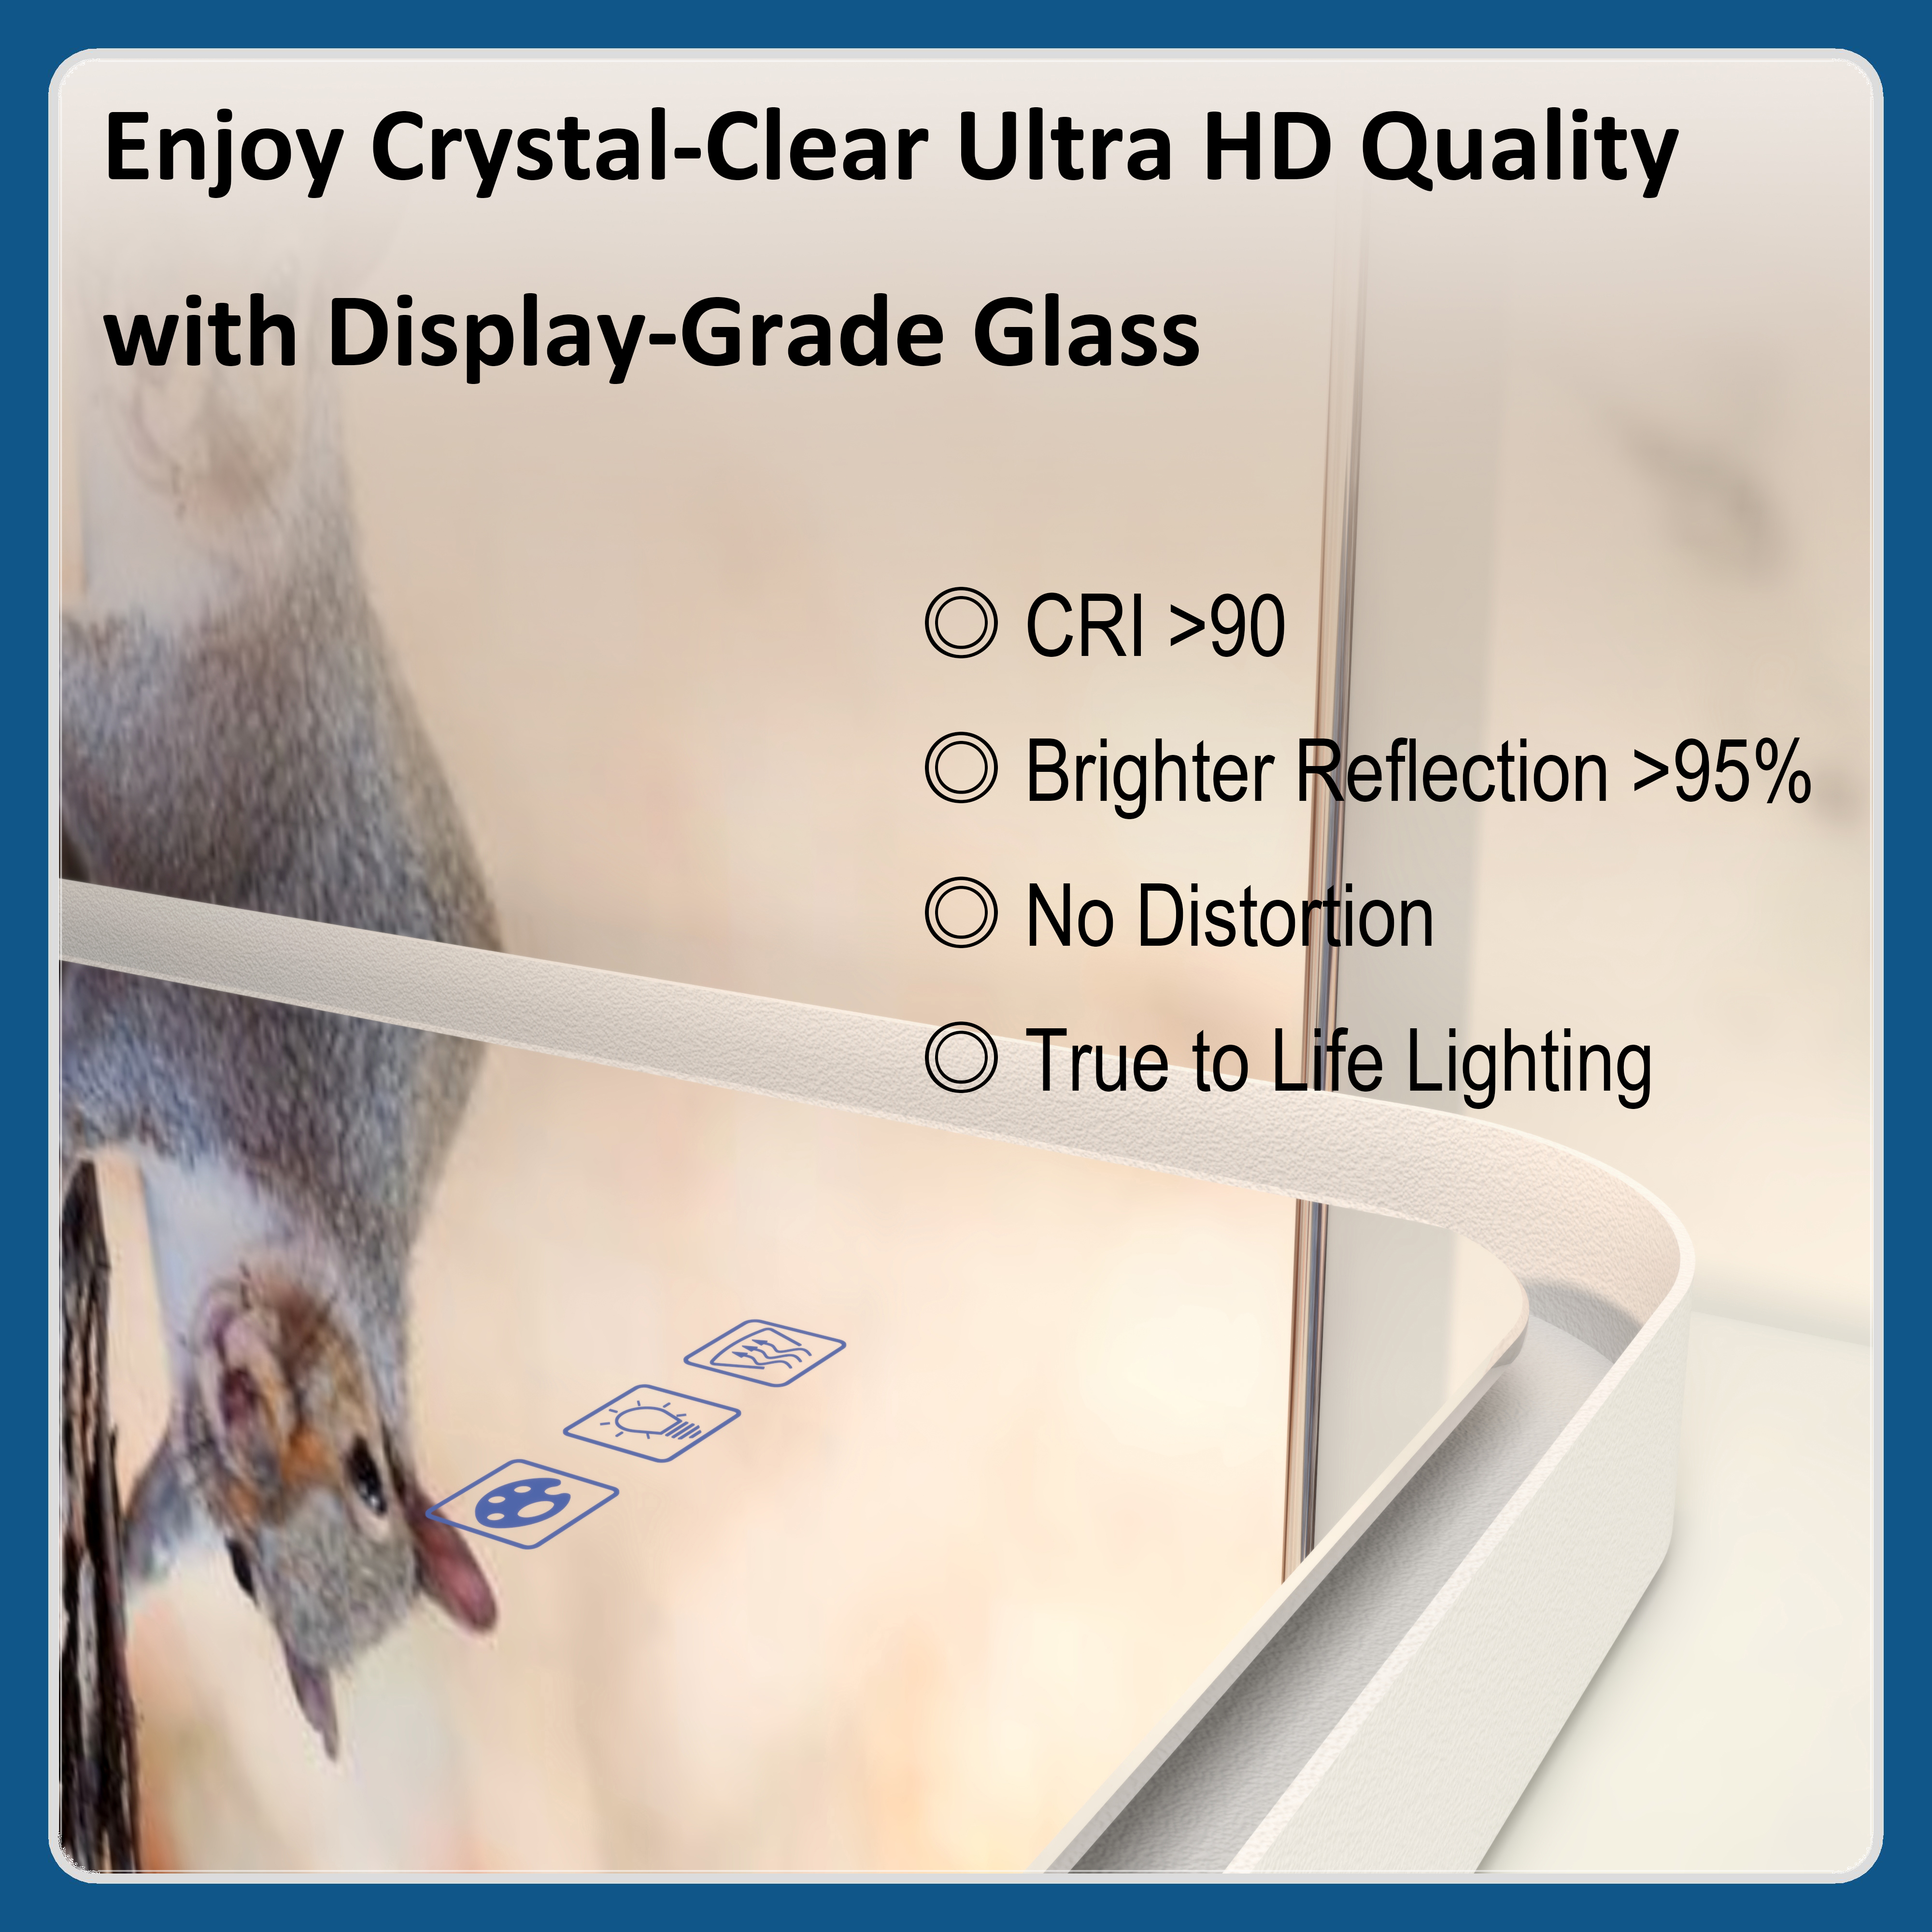 Enjoy Crystal-Clear Ultra HD Quality
with Display-Grade Glass
◎ CRI >90
◎ Brighter Reflection >95%
◎ No Distortion
◎ True to Life Lighting